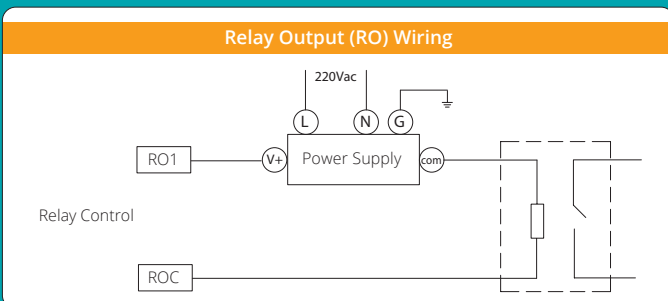 Relay Output (RO) Wiring
220Vac
L
N
G
RO1
V+
Power Supply
com
Relay Control
ROC